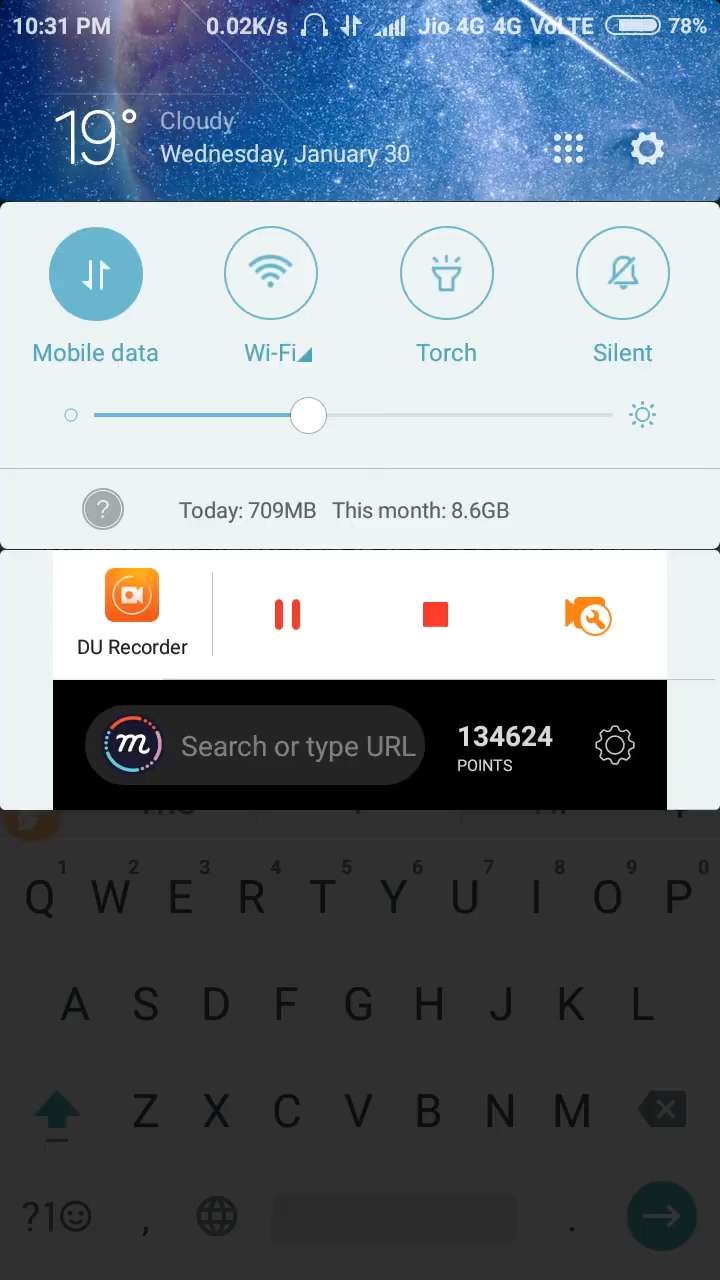 10:31 PM 0.02K/s Jio 4G 4G VoLTE 78%
19° Cloudy
Wednesday, January 30
Mobile data Wi-Fi Torch Silent
? Today: 709MB This month: 8.6GB
DU Recorder
m Search or type URL 134624
POINTS
1 2 3 4 5 6 7 8 9 0
Q W E R T Y U I O P
A S D F G H J K L
Z X C V B N M
?1 , .